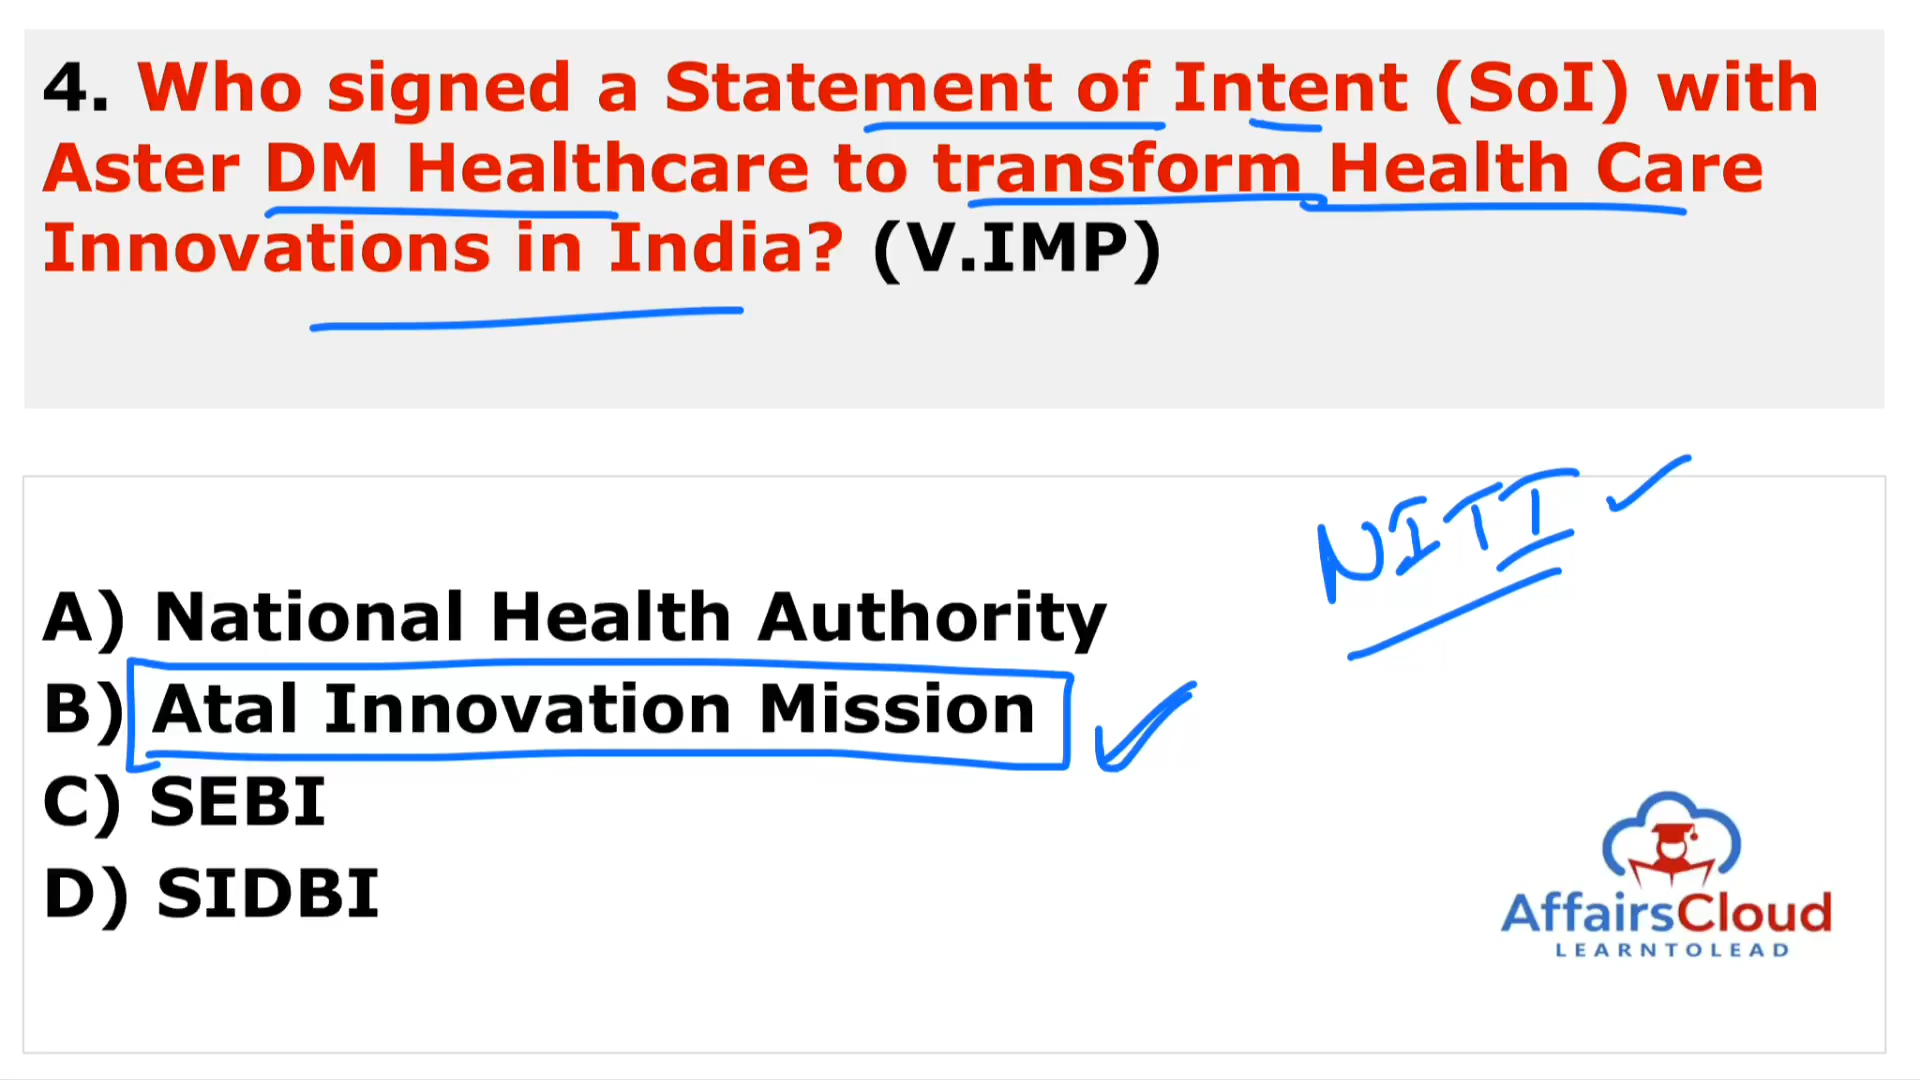 4. Who signed a Statement of Intent (SoI) with
Aster DM Healthcare to transform Health Care
Innovations in India? (V.IMP)
NITI
A) National Health Authority
B) Atal Innovation Mission
C) SEBI
D) SIDBI
AffairsCloud
LEARNTOLEAD